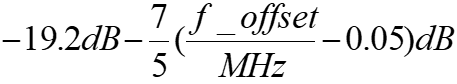 −19.2dB − 7/5 (f_offset/MHz − 0.05)dB